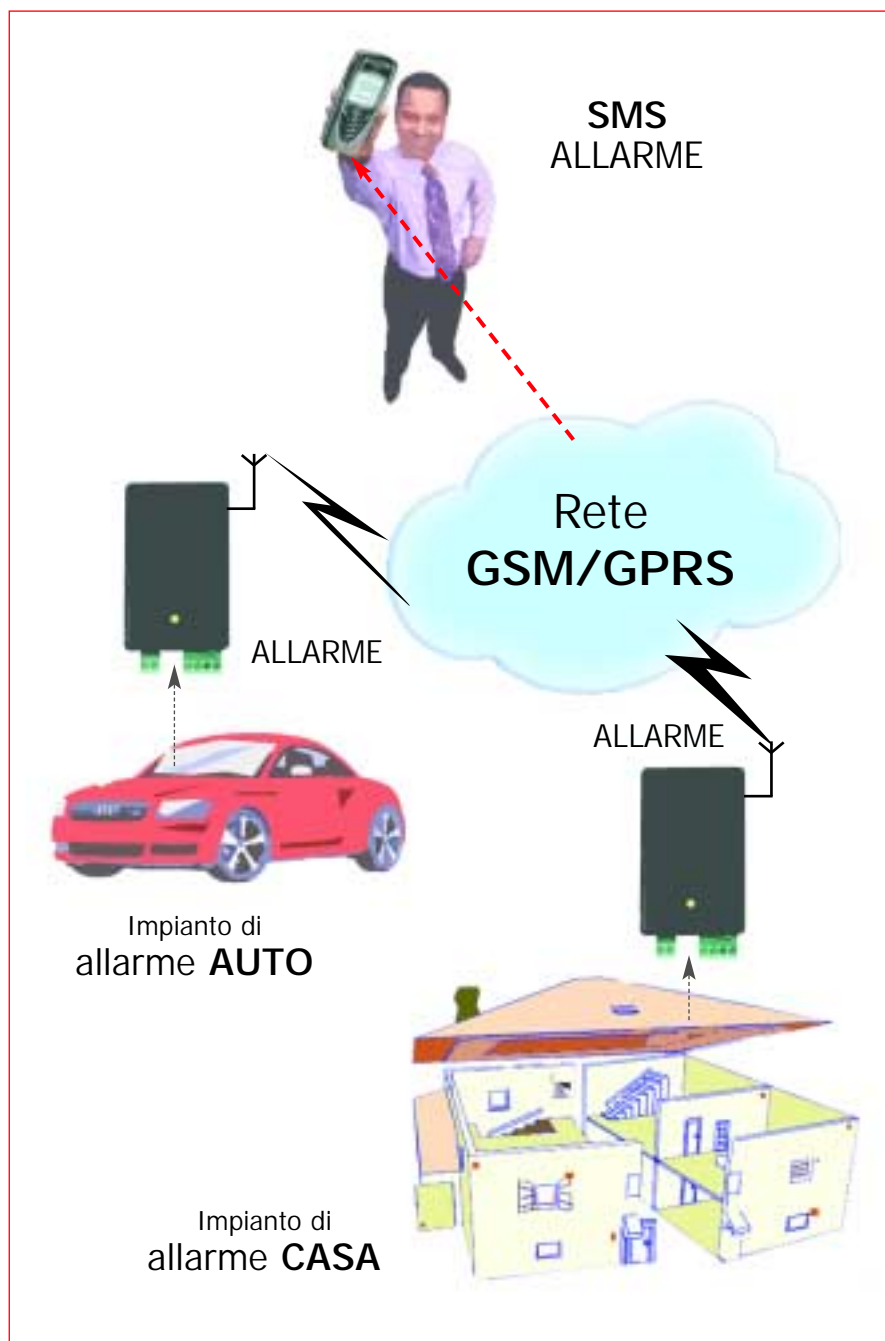 SMS
ALLARME
Rete
GSM/GPRS
ALLARME
ALLARME
Impianto di
allarme AUTO
Impianto di
allarme CASA